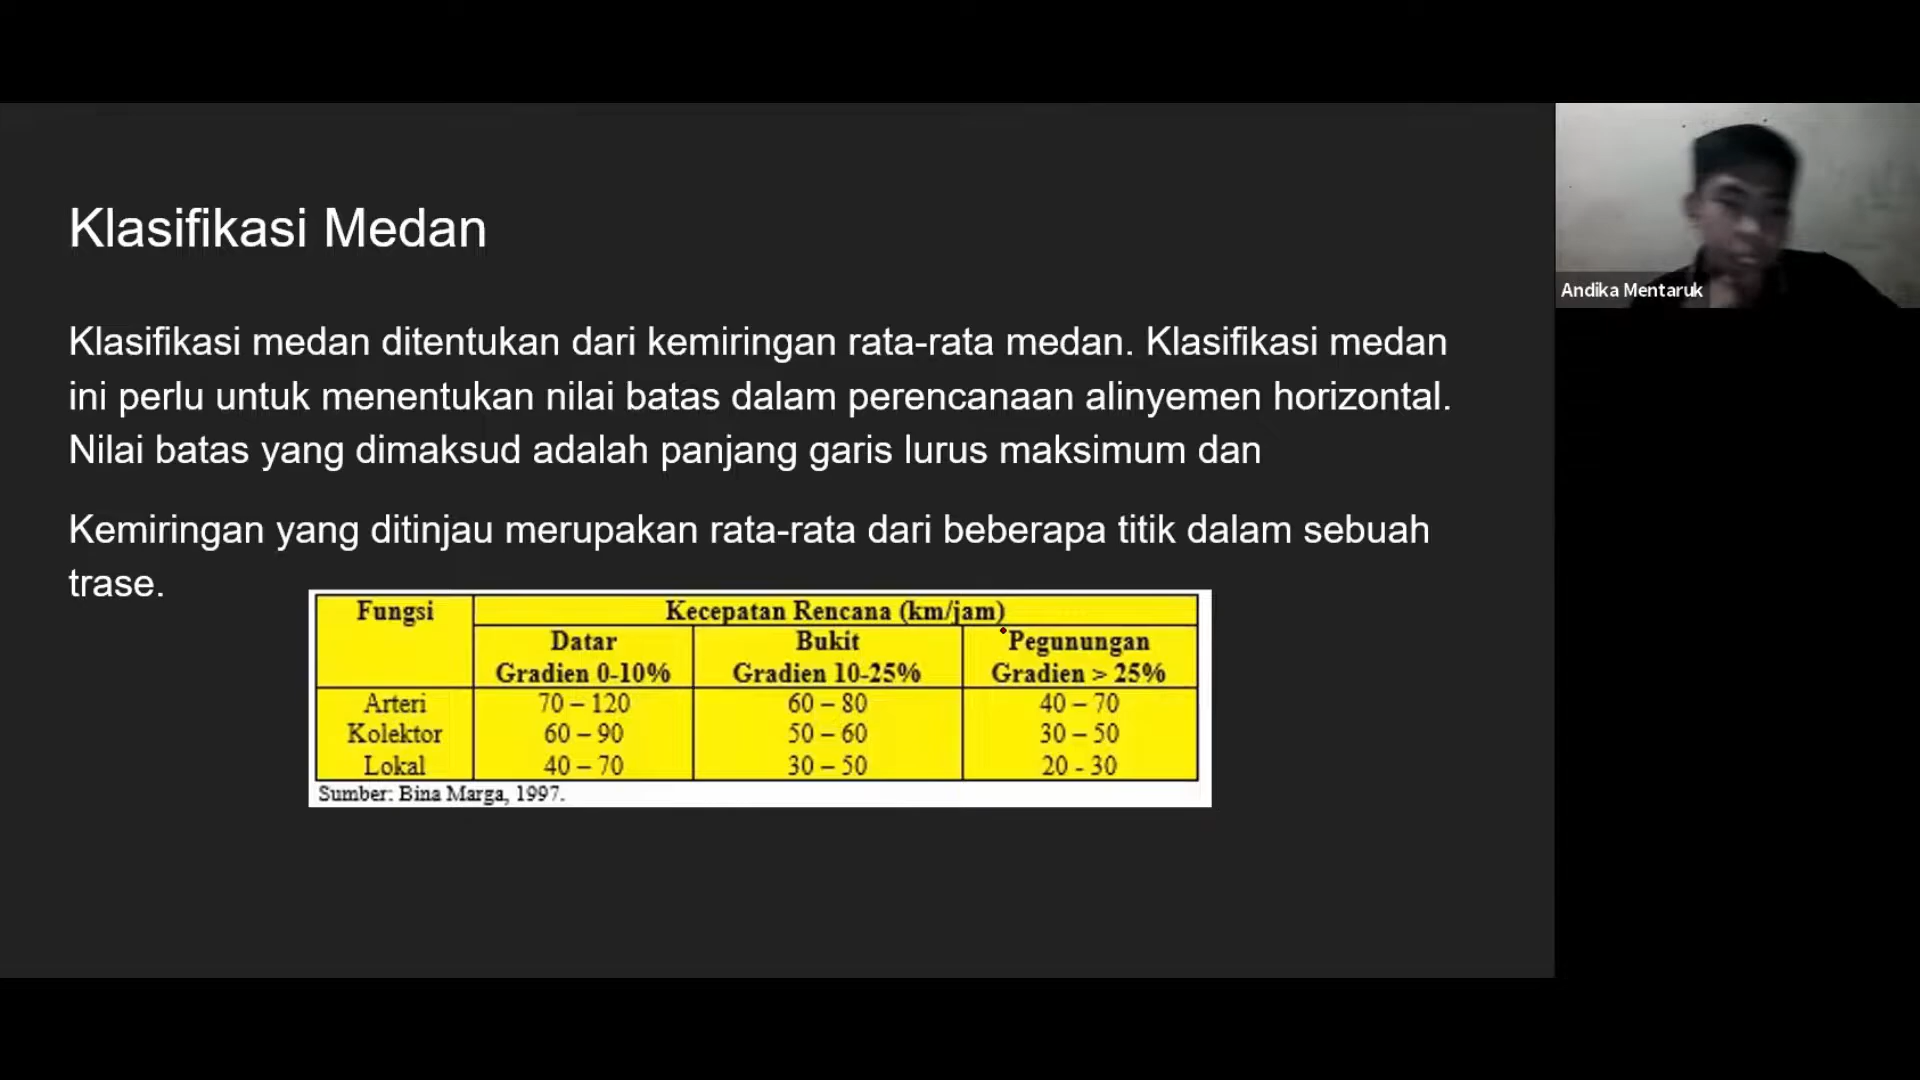 Klasifikasi Medan
Klasifikasi medan ditentukan dari kemiringan rata-rata medan. Klasifikasi medan
ini perlu untuk menentukan nilai batas dalam perencanaan alinyemen horizontal.
Nilai batas yang dimaksud adalah panjang garis lurus maksimum dan
Kemiringan yang ditinjau merupakan rata-rata dari beberapa titik dalam sebuah
trase.
Fungsi Kecepatan Rencana (km/jam)
Datar Bukit Pegunungan
Gradien 0-10% Gradien 10-25% Gradien > 25%
Arteri 70 – 120 60 – 80 40 – 70
Kolektor 60 – 90 50 – 60 30 – 50
Lokal 40 – 70 30 – 50 20 - 30
Sumber: Bina Marga, 1997.
Andika Mentaruk